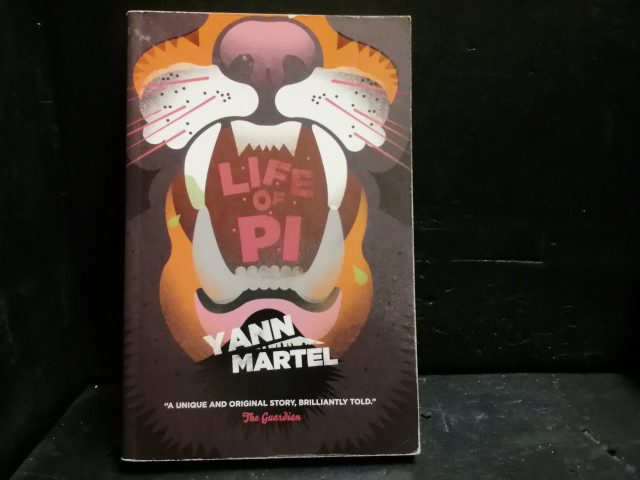 LIFE
OF
PI
YANN
MARTEL
“A UNIQUE AND ORIGINAL STORY, BRILLIANTLY TOLD.”
The Guardian